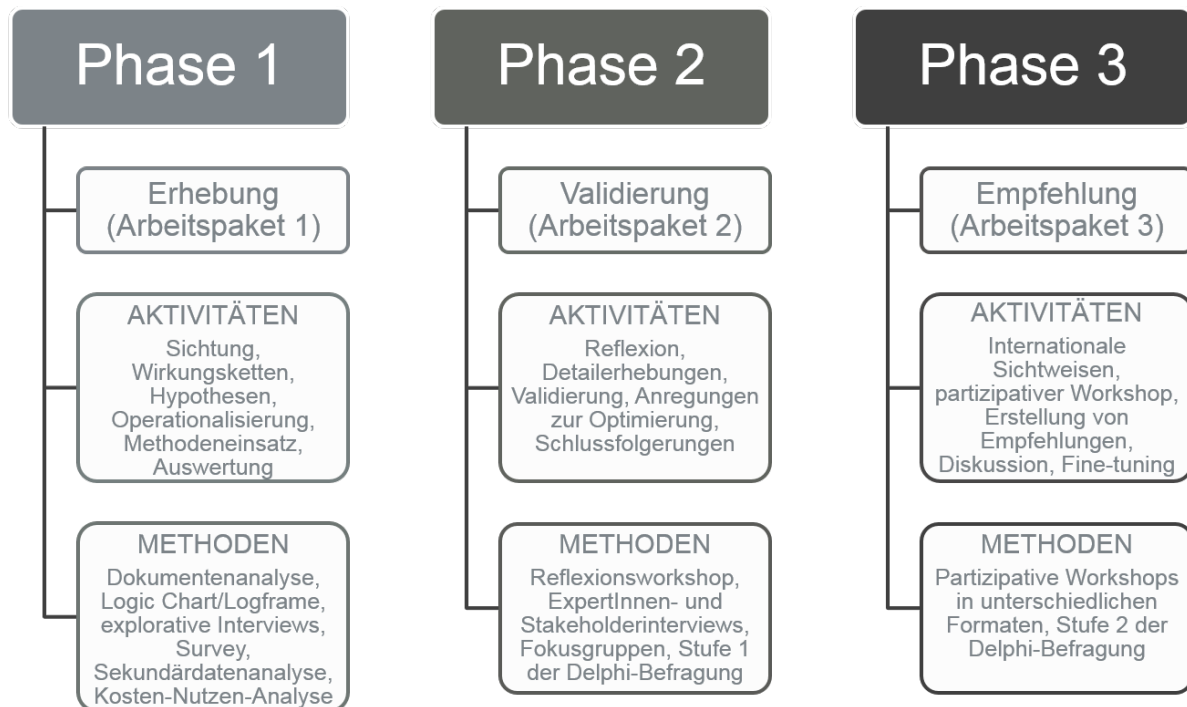 Phase 1
Erhebung
(Arbeitspaket 1)
AKTIVITÄTEN
Sichtung,
Wirkungsketten,
Hypothesen,
Operationalisierung,
Methodeneinsatz,
Auswertung
METHODEN
Dokumentenanalyse,
Logic Chart/Logframe,
explorative Interviews,
Survey,
Sekundärdatenanalyse,
Kosten-Nutzen-Analyse
Phase 2
Validierung
(Arbeitspaket 2)
AKTIVITÄTEN
Reflexion,
Detailerhebungen,
Validierung, Anregungen
zur Optimierung,
Schlussfolgerungen
METHODEN
Reflexionsworkshop,
ExpertInnen- und
Stakeholderinterviews,
Fokusgruppen, Stufe 1
der Delphi-Befragung
Phase 3
Empfehlung
(Arbeitspaket 3)
AKTIVITÄTEN
Internationale
Sichtweisen,
partizipativer Workshop,
Erstellung von
Empfehlungen,
Diskussion, Fine-tuning
METHODEN
Partizipative Workshops
in unterschiedlichen
Formaten, Stufe 2 der
Delphi-Befragung